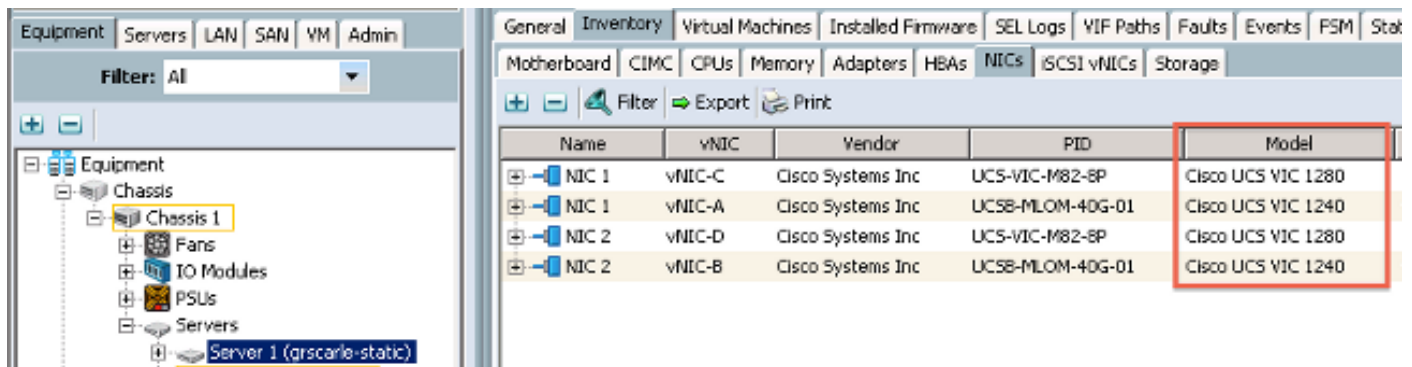 Equipment Servers LAN SAN VM Admin
Filter: All
Equipment
Chassis
Chassis 1
Fans
IO Modules
PSUs
Servers
Server 1 (grscarle-static)
General Inventory Virtual Machines Installed Firmware SEL Logs VIF Paths Faults Events FSM Stat
Motherboard CIMC CPUs Memory Adapters HBAs NICs iSCSI vNICs Storage
Filter Export Print
Name vNIC Vendor PID Model
NIC 1 vNIC-C Cisco Systems Inc UCS-VIC-M82-8P Cisco UCS VIC 1280
NIC 1 vNIC-A Cisco Systems Inc UCSB-MLOM-40G-01 Cisco UCS VIC 1240
NIC 2 vNIC-D Cisco Systems Inc UCS-VIC-M82-8P Cisco UCS VIC 1280
NIC 2 vNIC-B Cisco Systems Inc UCSB-MLOM-40G-01 Cisco UCS VIC 1240